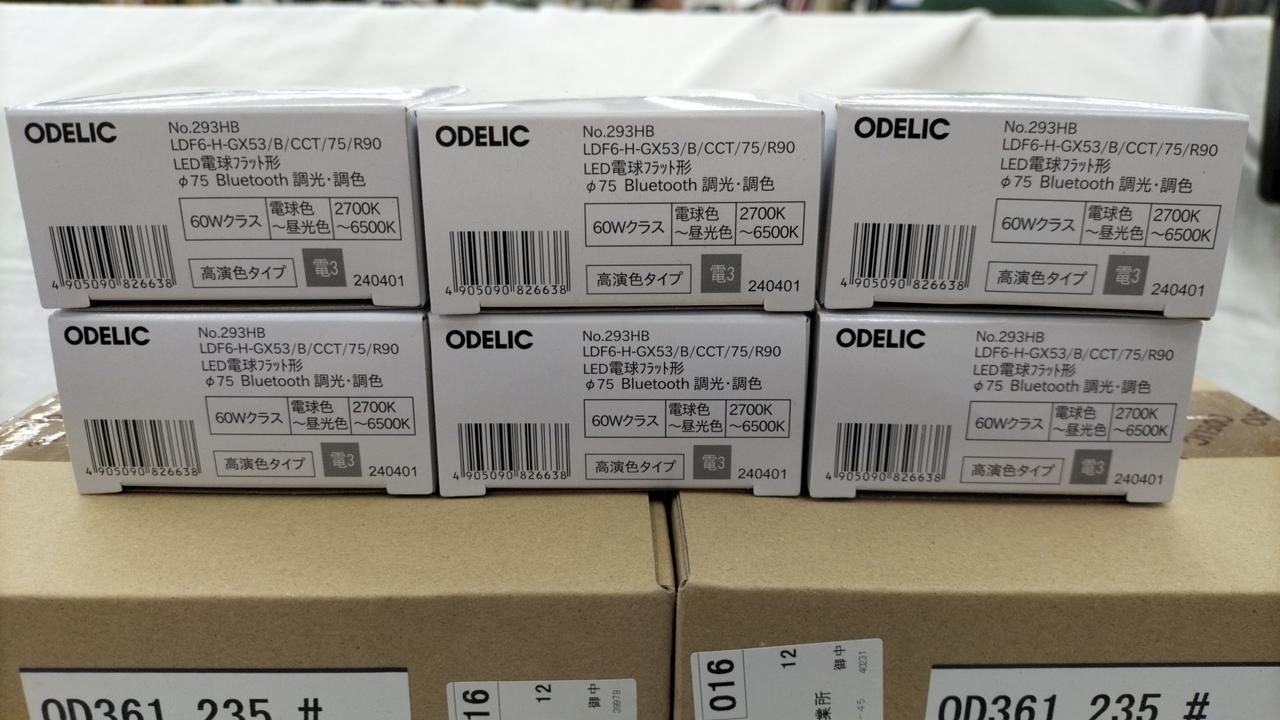 ODELIC
No.293HB
LDF6-H-GX53/B/CCT/75/R90
LED電球フラット形
φ75 Bluetooth 調光・調色
60Wクラス 電球色～昼光色 2700K～6500K
高演色タイプ 電3 240401
4 905090 826638
ODELIC
No.293HB
LDF6-H-GX53/B/CCT/75/R90
LED電球フラット形
φ75 Bluetooth 調光・調色
60Wクラス 電球色～昼光色 2700K～6500K
高演色タイプ 電3 240401
4 905090 826638
ODELIC
No.293HB
LDF6-H-GX53/B/CCT/75/R90
LED電球フラット形
φ75 Bluetooth 調光・調色
60Wクラス 電球色～昼光色 2700K～6500K
高演色タイプ 電3 240401
4 905090 826638
ODELIC
No.293HB
LDF6-H-GX53/B/CCT/75/R90
LED電球フラット形
φ75 Bluetooth 調光・調色
60Wクラス 電球色～昼光色 2700K～6500K
高演色タイプ 電3 240401
4 905090 826638
ODELIC
No.293HB
LDF6-H-GX53/B/CCT/75/R90
LED電球フラット形
φ75 Bluetooth 調光・調色
60Wクラス 電球色～昼光色 2700K～6500K
高演色タイプ 電3 240401
4 905090 826638
ODELIC
No.293HB
LDF6-H-GX53/B/CCT/75/R90
LED電球フラット形
φ75 Bluetooth 調光・調色
60Wクラス 電球色～昼光色 2700K～6500K
高演色タイプ 電3 240401
4 905090 826638
OD361 235 #
16
12
御中
39979
016
12
業所
御中
-45
40231
OD361 235 #